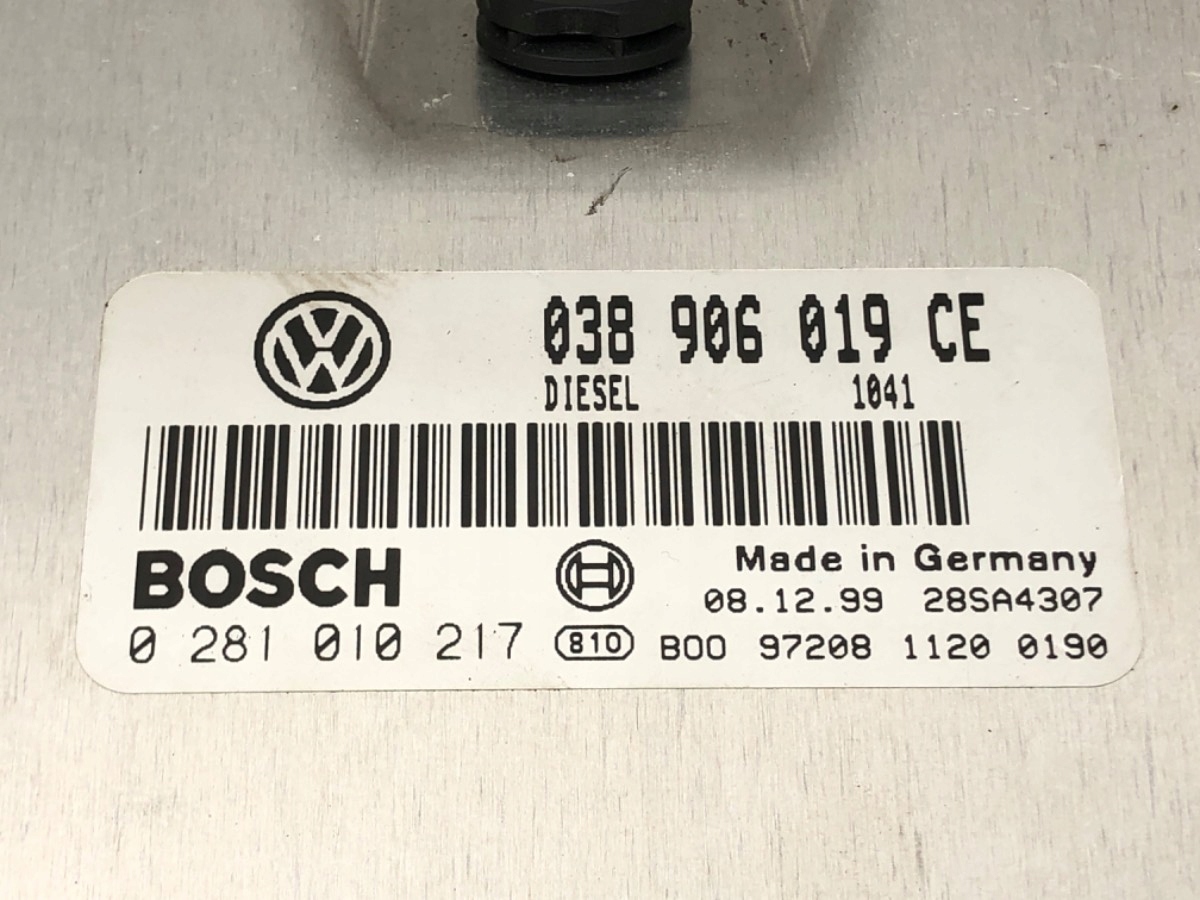 038 906 019 CE
DIESEL 1041
BOSCH Made in Germany
08.12.99 28SA4307
0 281 010 217 810 B00 97208 1120 0190